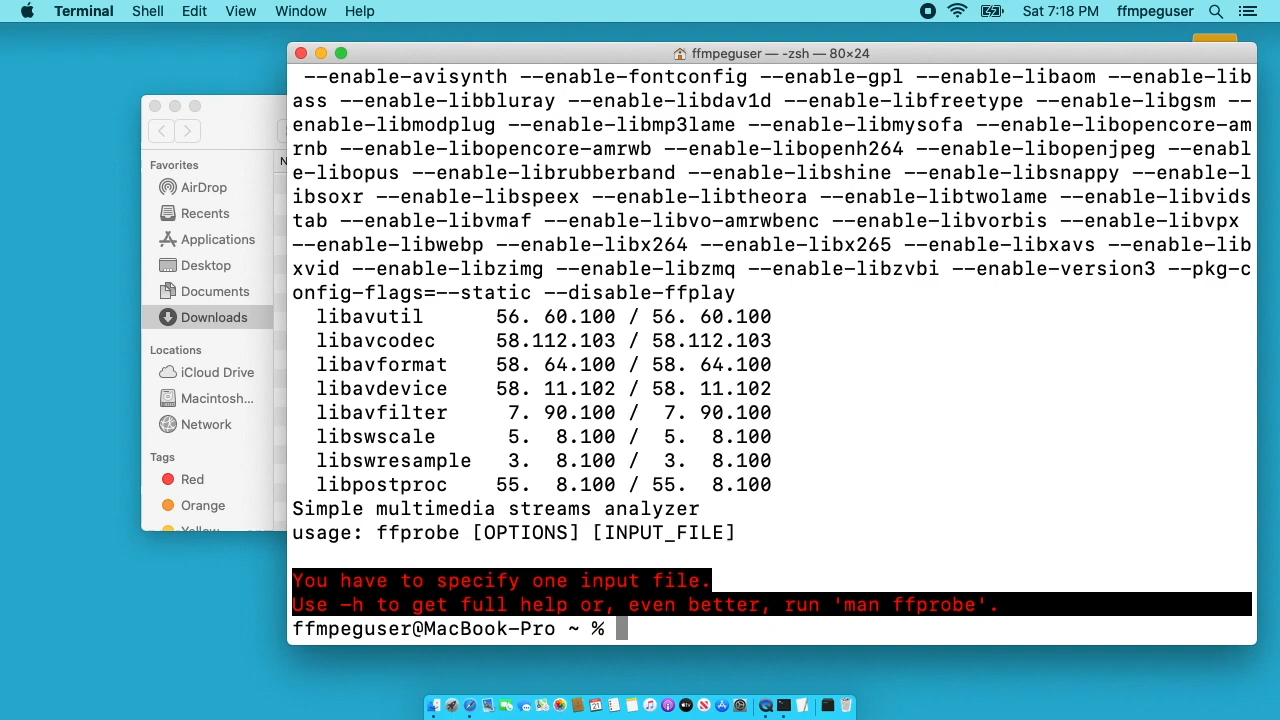 Terminal Shell Edit View Window Help Sat 7:18 PM ffmpeguser
ffmpeguser — -zsh — 80×24
--enable-avisynth --enable-fontconfig --enable-gpl --enable-libaom --enable-lib
ass --enable-libbluray --enable-libdav1d --enable-libfreetype --enable-libgsm --
enable-libmodplug --enable-libmp3lame --enable-libmysofa --enable-libopencore-am
rnb --enable-libopencore-amrwb --enable-libopenh264 --enable-libopenjpeg --enabl
e-libopus --enable-librubberband --enable-libshine --enable-libsnappy --enable-l
ibsoxr --enable-libspeex --enable-libtheora --enable-libtwolame --enable-libvids
tab --enable-libvmaf --enable-libvo-amrwbenc --enable-libvorbis --enable-libvpx
--enable-libwebp --enable-libx264 --enable-libx265 --enable-libxavs --enable-lib
xvid --enable-libzimg --enable-libzmq --enable-libzvbi --enable-version3 --pkg-c
onfig-flags=--static --disable-ffplay
libavutil 56. 60.100 / 56. 60.100
libavcodec 58.112.103 / 58.112.103
libavformat 58. 64.100 / 58. 64.100
libavdevice 58. 11.102 / 58. 11.102
libavfilter 7. 90.100 / 7. 90.100
libswscale 5. 8.100 / 5. 8.100
libswresample 3. 8.100 / 3. 8.100
libpostproc 55. 8.100 / 55. 8.100
Simple multimedia streams analyzer
usage: ffprobe [OPTIONS] [INPUT_FILE]
You have to specify one input file.
Use -h to get full help or, even better, run 'man ffprobe'.
ffmpeguser@MacBook-Pro ~ %
Favorites
AirDrop
Recents
Applications
Desktop
Documents
Downloads
Locations
iCloud Drive
Macintosh...
Network
Tags
Red
Orange
Yellow
N